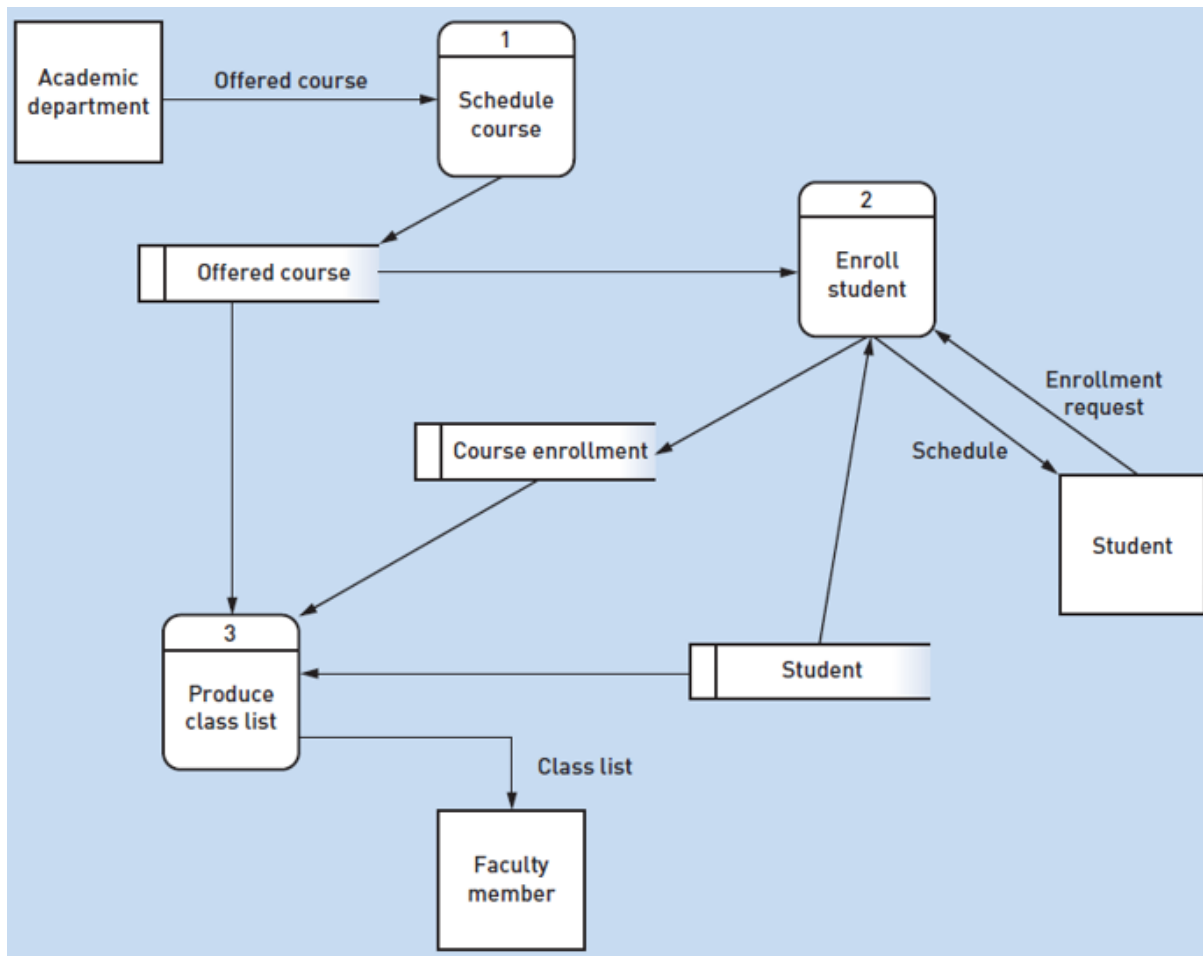 1
Academic
department
Offered course
Schedule
course
2
Offered course
Enroll
student
Enrollment
request
Course enrollment
Schedule
Student
3
Produce
class list
Student
Class list
Faculty
member